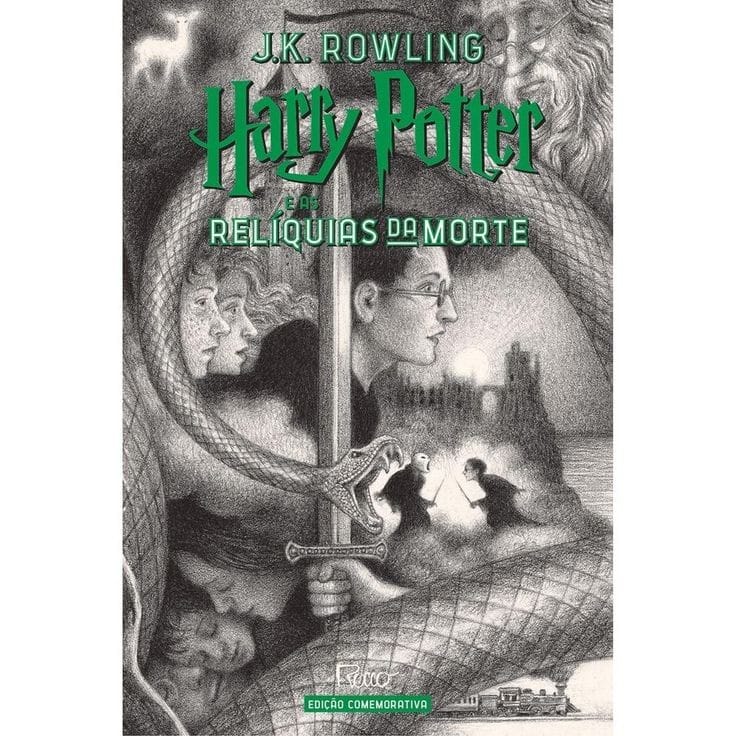 J.K. ROWLING
Harry Potter
E AS
RELÍQUIAS DA MORTE
Rocco
EDIÇÃO COMEMORATIVA